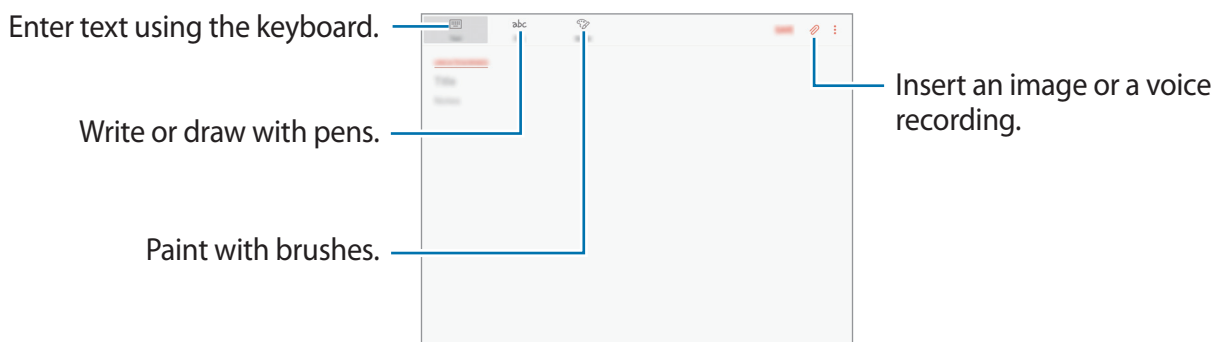 Enter text using the keyboard.
abc
Title
Insert an image or a voice
recording.
Write or draw with pens.
Paint with brushes.